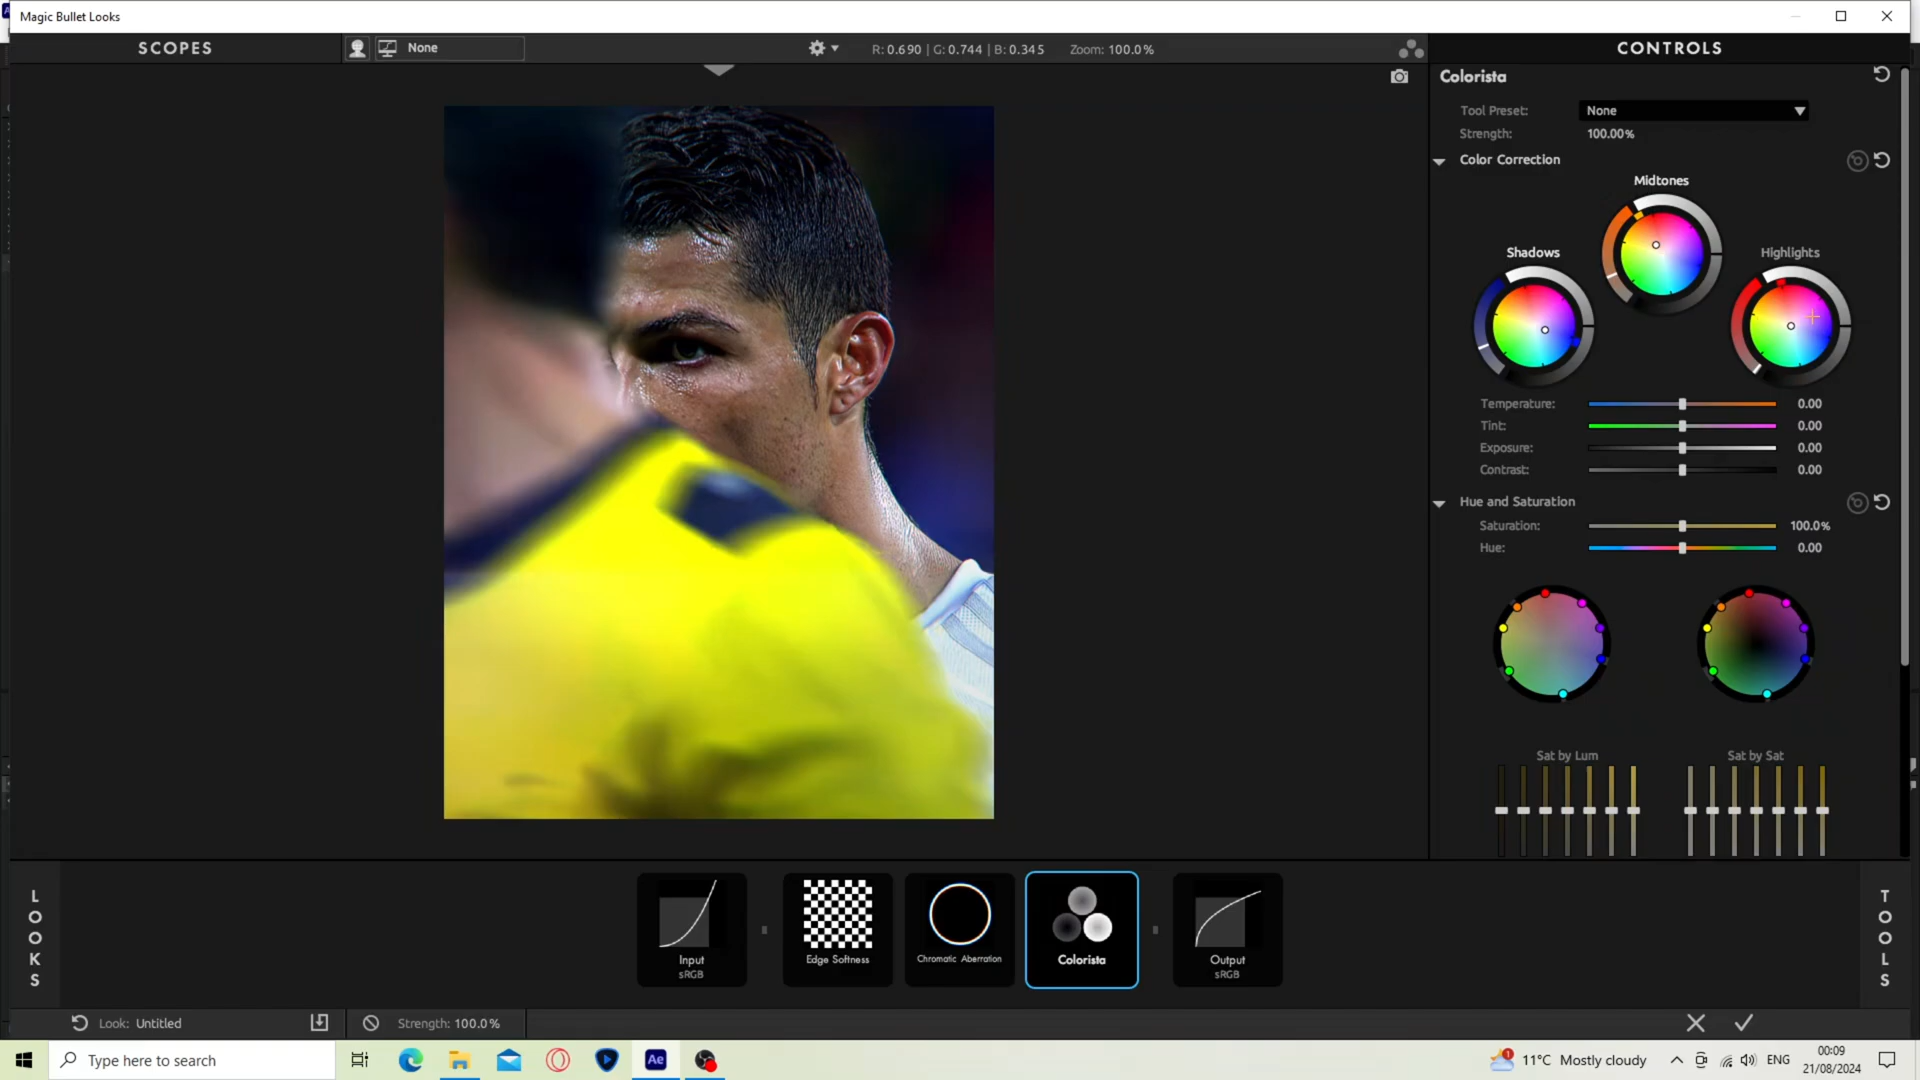 Magic Bullet Looks
SCOPES
None
R: 0.690 | G: 0.744 | B: 0.345
Zoom: 100.0%
CONTROLS
Colorista
Tool Preset: None
Strength: 100.00%
Color Correction
Midtones
Shadows
Highlights
Temperature: 0.00
Tint: 0.00
Exposure: 0.00
Contrast: 0.00
Hue and Saturation
Saturation: 100.0%
Hue: 0.00
Sat by Lum
Sat by Sat
LOOKS
Input
sRGB
Edge Softness
Chromatic Aberration
Colorista
Output
sRGB
TOOLS
Look: Untitled
Strength: 100.0%
Type here to search
Ae
1
11°C Mostly cloudy
ENG
00:09
21/08/2024